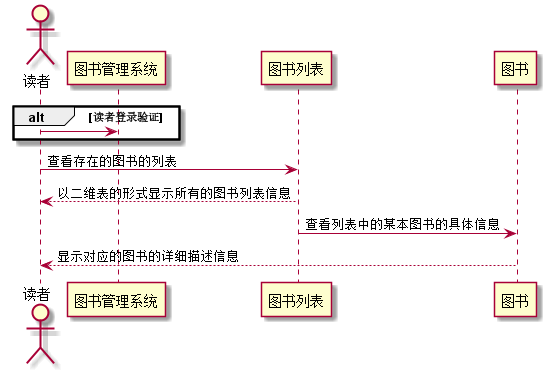 读者
图书管理系统
图书列表
图书
alt
[读者登录验证]
查看存在的图书的列表
以二维表的形式显示所有的图书列表信息
查看列表中的某本图书的具体信息
显示对应的图书的详细描述信息
读者
图书管理系统
图书列表
图书